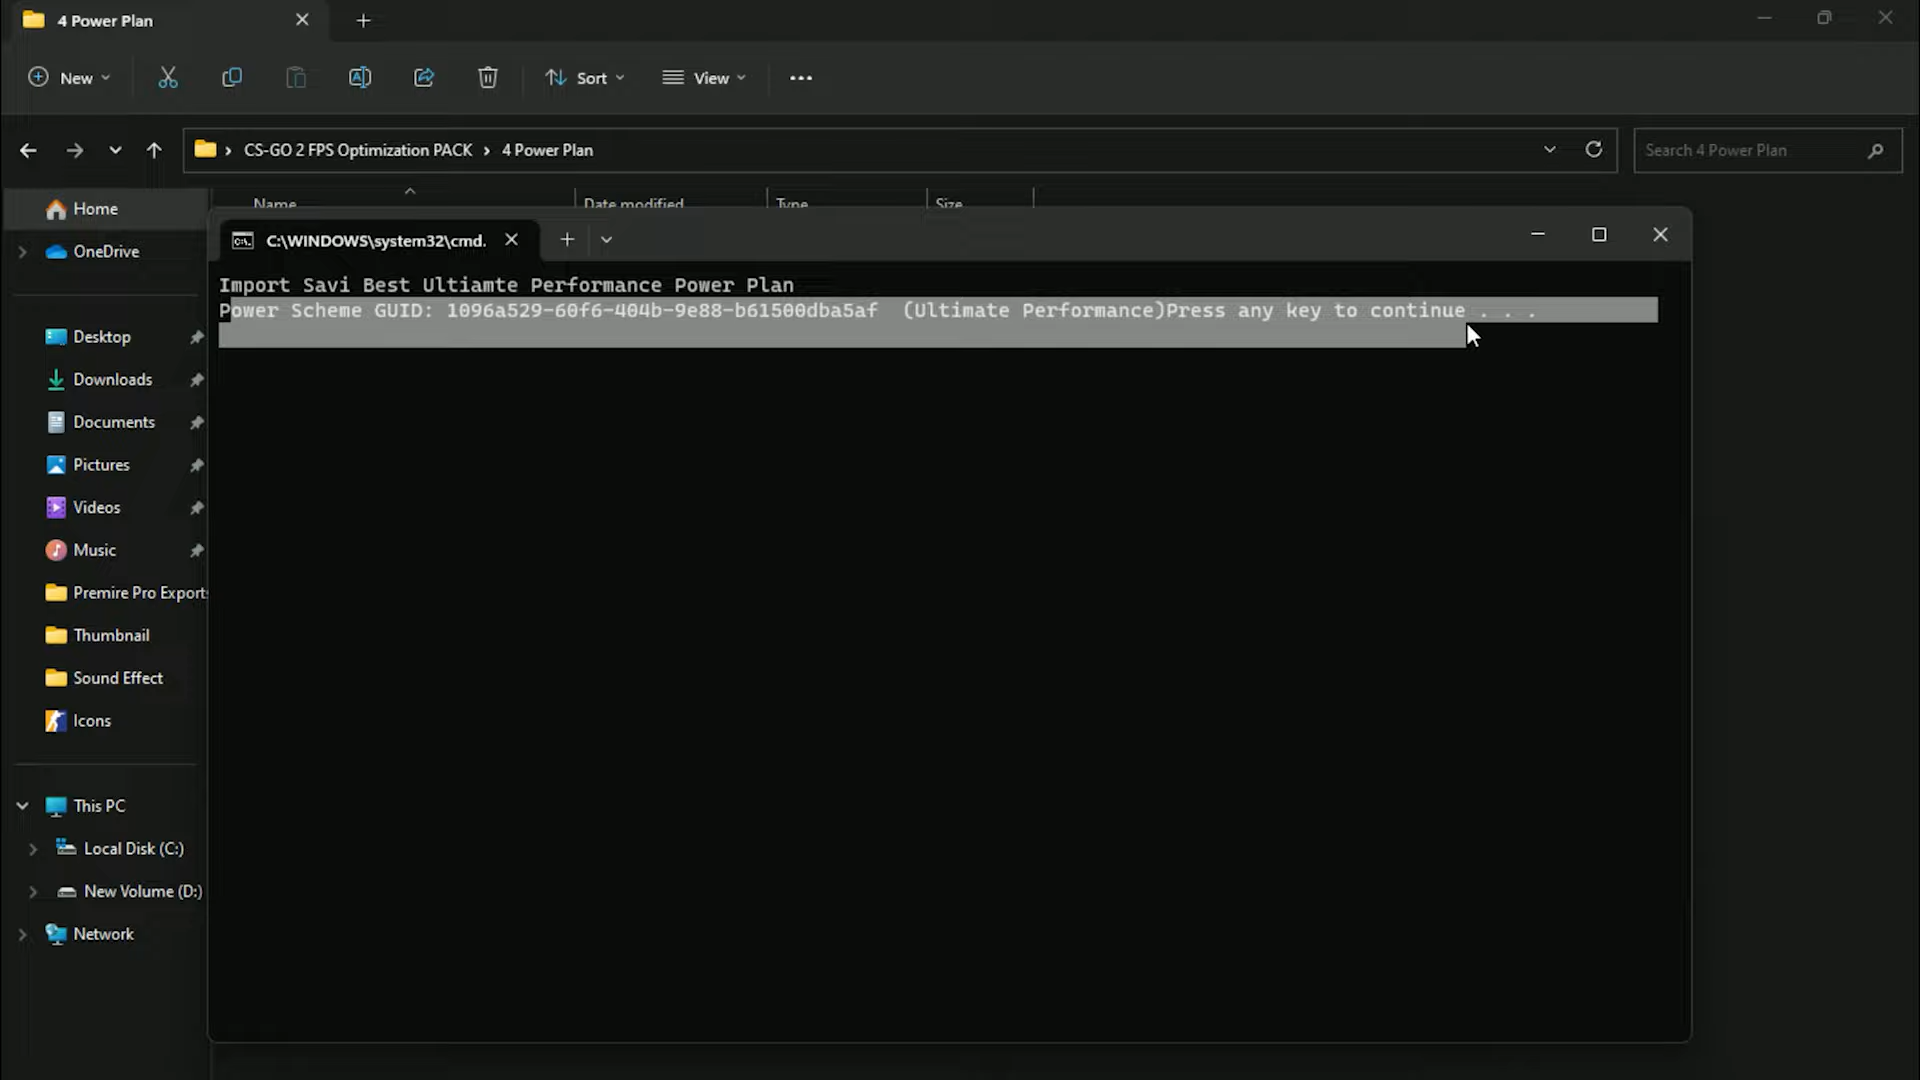 4 Power Plan
New
Sort
View
CS-GO 2 FPS Optimization PACK > 4 Power Plan
Search 4 Power Plan
Name
Date modified
Type
Size
Home
OneDrive
Desktop
Downloads
Documents
Pictures
Videos
Music
Premire Pro Exports
Thumbnail
Sound Effect
Icons
This PC
Local Disk (C:)
New Volume (D:)
Network
C:\WINDOWS\system32\cmd.
Import Savi Best Ultiamte Performance Power Plan
Power Scheme GUID: 1096a529-60f6-404b-9e88-b61500dba5af  (Ultimate Performance)Press any key to continue . . .